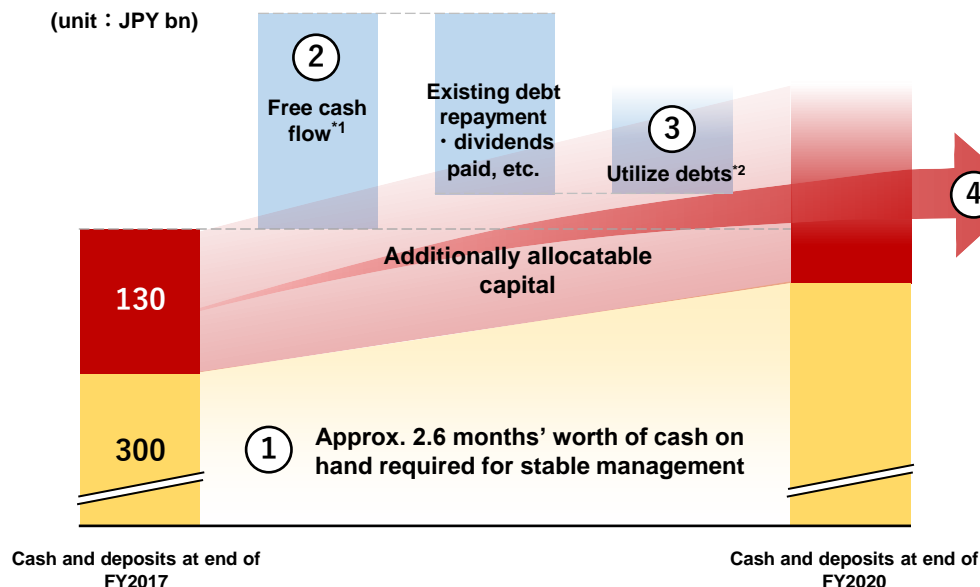 (unit：JPY bn)
②
Free cash
flow*1
Existing debt
repayment
・dividends
paid, etc.
③
Utilize debts*2
④
Additionally allocatable
capital
130
300
① Approx. 2.6 months’ worth of cash on
hand required for stable management
Cash and deposits at end of
FY2017
Cash and deposits at end of
FY2020